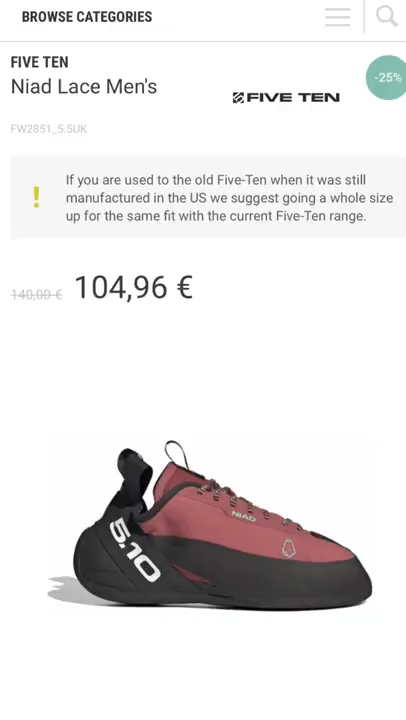 BROWSE CATEGORIES
FIVE TEN
Niad Lace Men's
-25%
FIVE TEN
FW2851_5.5UK
If you are used to the old Five-Ten when it was still
manufactured in the US we suggest going a whole size
up for the same fit with the current Five-Ten range.
140,00 € 104,96 €
NIAD
5.10